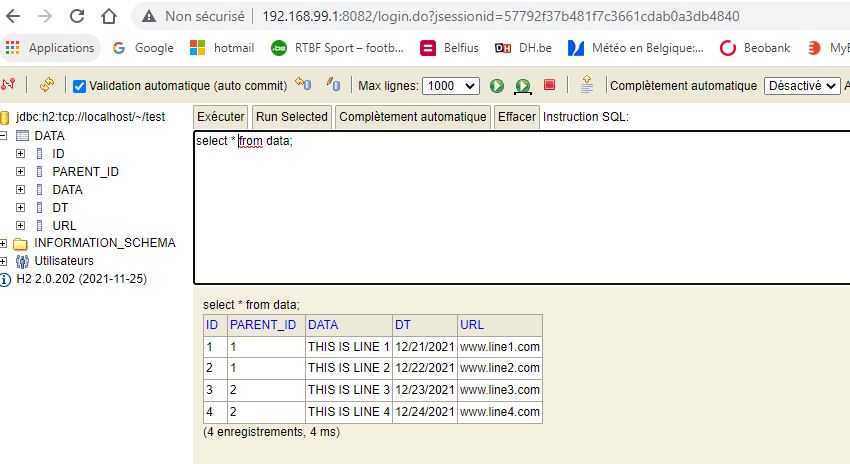 Non sécurisé | 192.168.99.1:8082/login.do?jsessionid=57792f37b481f7c3661cdab0a3db4840
Applications Google hotmail RTBF Sport – footb... Belfius DH.be Météo en Belgique:... Beobank MyB
Validation automatique (auto commit) Max lignes: 1000 Complètement automatique Désactivé A
jdbc:h2:tcp://localhost/~/test
DATA
ID
PARENT_ID
DATA
DT
URL
INFORMATION_SCHEMA
Utilisateurs
H2 2.0.202 (2021-11-25)
Exécuter Run Selected Complètement automatique Effacer Instruction SQL:
select * from data;
select * from data;
ID PARENT_ID DATA DT URL
1 1 THIS IS LINE 1 12/21/2021 www.line1.com
2 1 THIS IS LINE 2 12/22/2021 www.line2.com
3 2 THIS IS LINE 3 12/23/2021 www.line3.com
4 2 THIS IS LINE 4 12/24/2021 www.line4.com
(4 enregistrements, 4 ms)